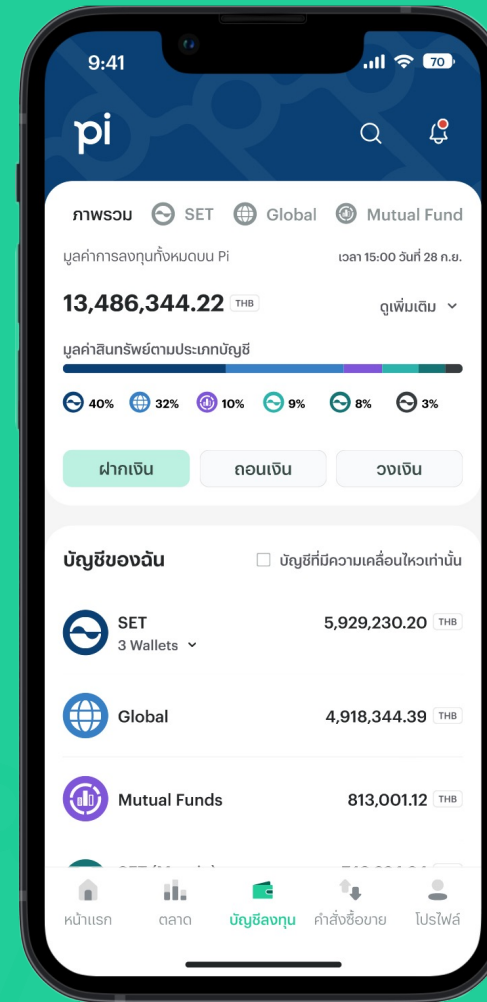 9:41
70
pi
ภาพรวม SET Global Mutual Fund
มูลค่าการลงทุนทั้งหมดบน Pi เวลา 15:00 วันที่ 28 ก.ย.
13,486,344.22 THB ดูเพิ่มเติม
มูลค่าสินทรัพย์ตามประเภทบัญชี
40% 32% 10% 9% 8% 3%
ฝากเงิน ถอนเงิน วงเงิน
บัญชีของฉัน บัญชีที่มีความเคลื่อนไหวเท่านั้น
SET 5,929,230.20 THB
3 Wallets
Global 4,918,344.39 THB
Mutual Funds 813,001.12 THB
หน้าแรก ตลาด บัญชีลงทุน คำสั่งซื้อขาย โปรไฟล์